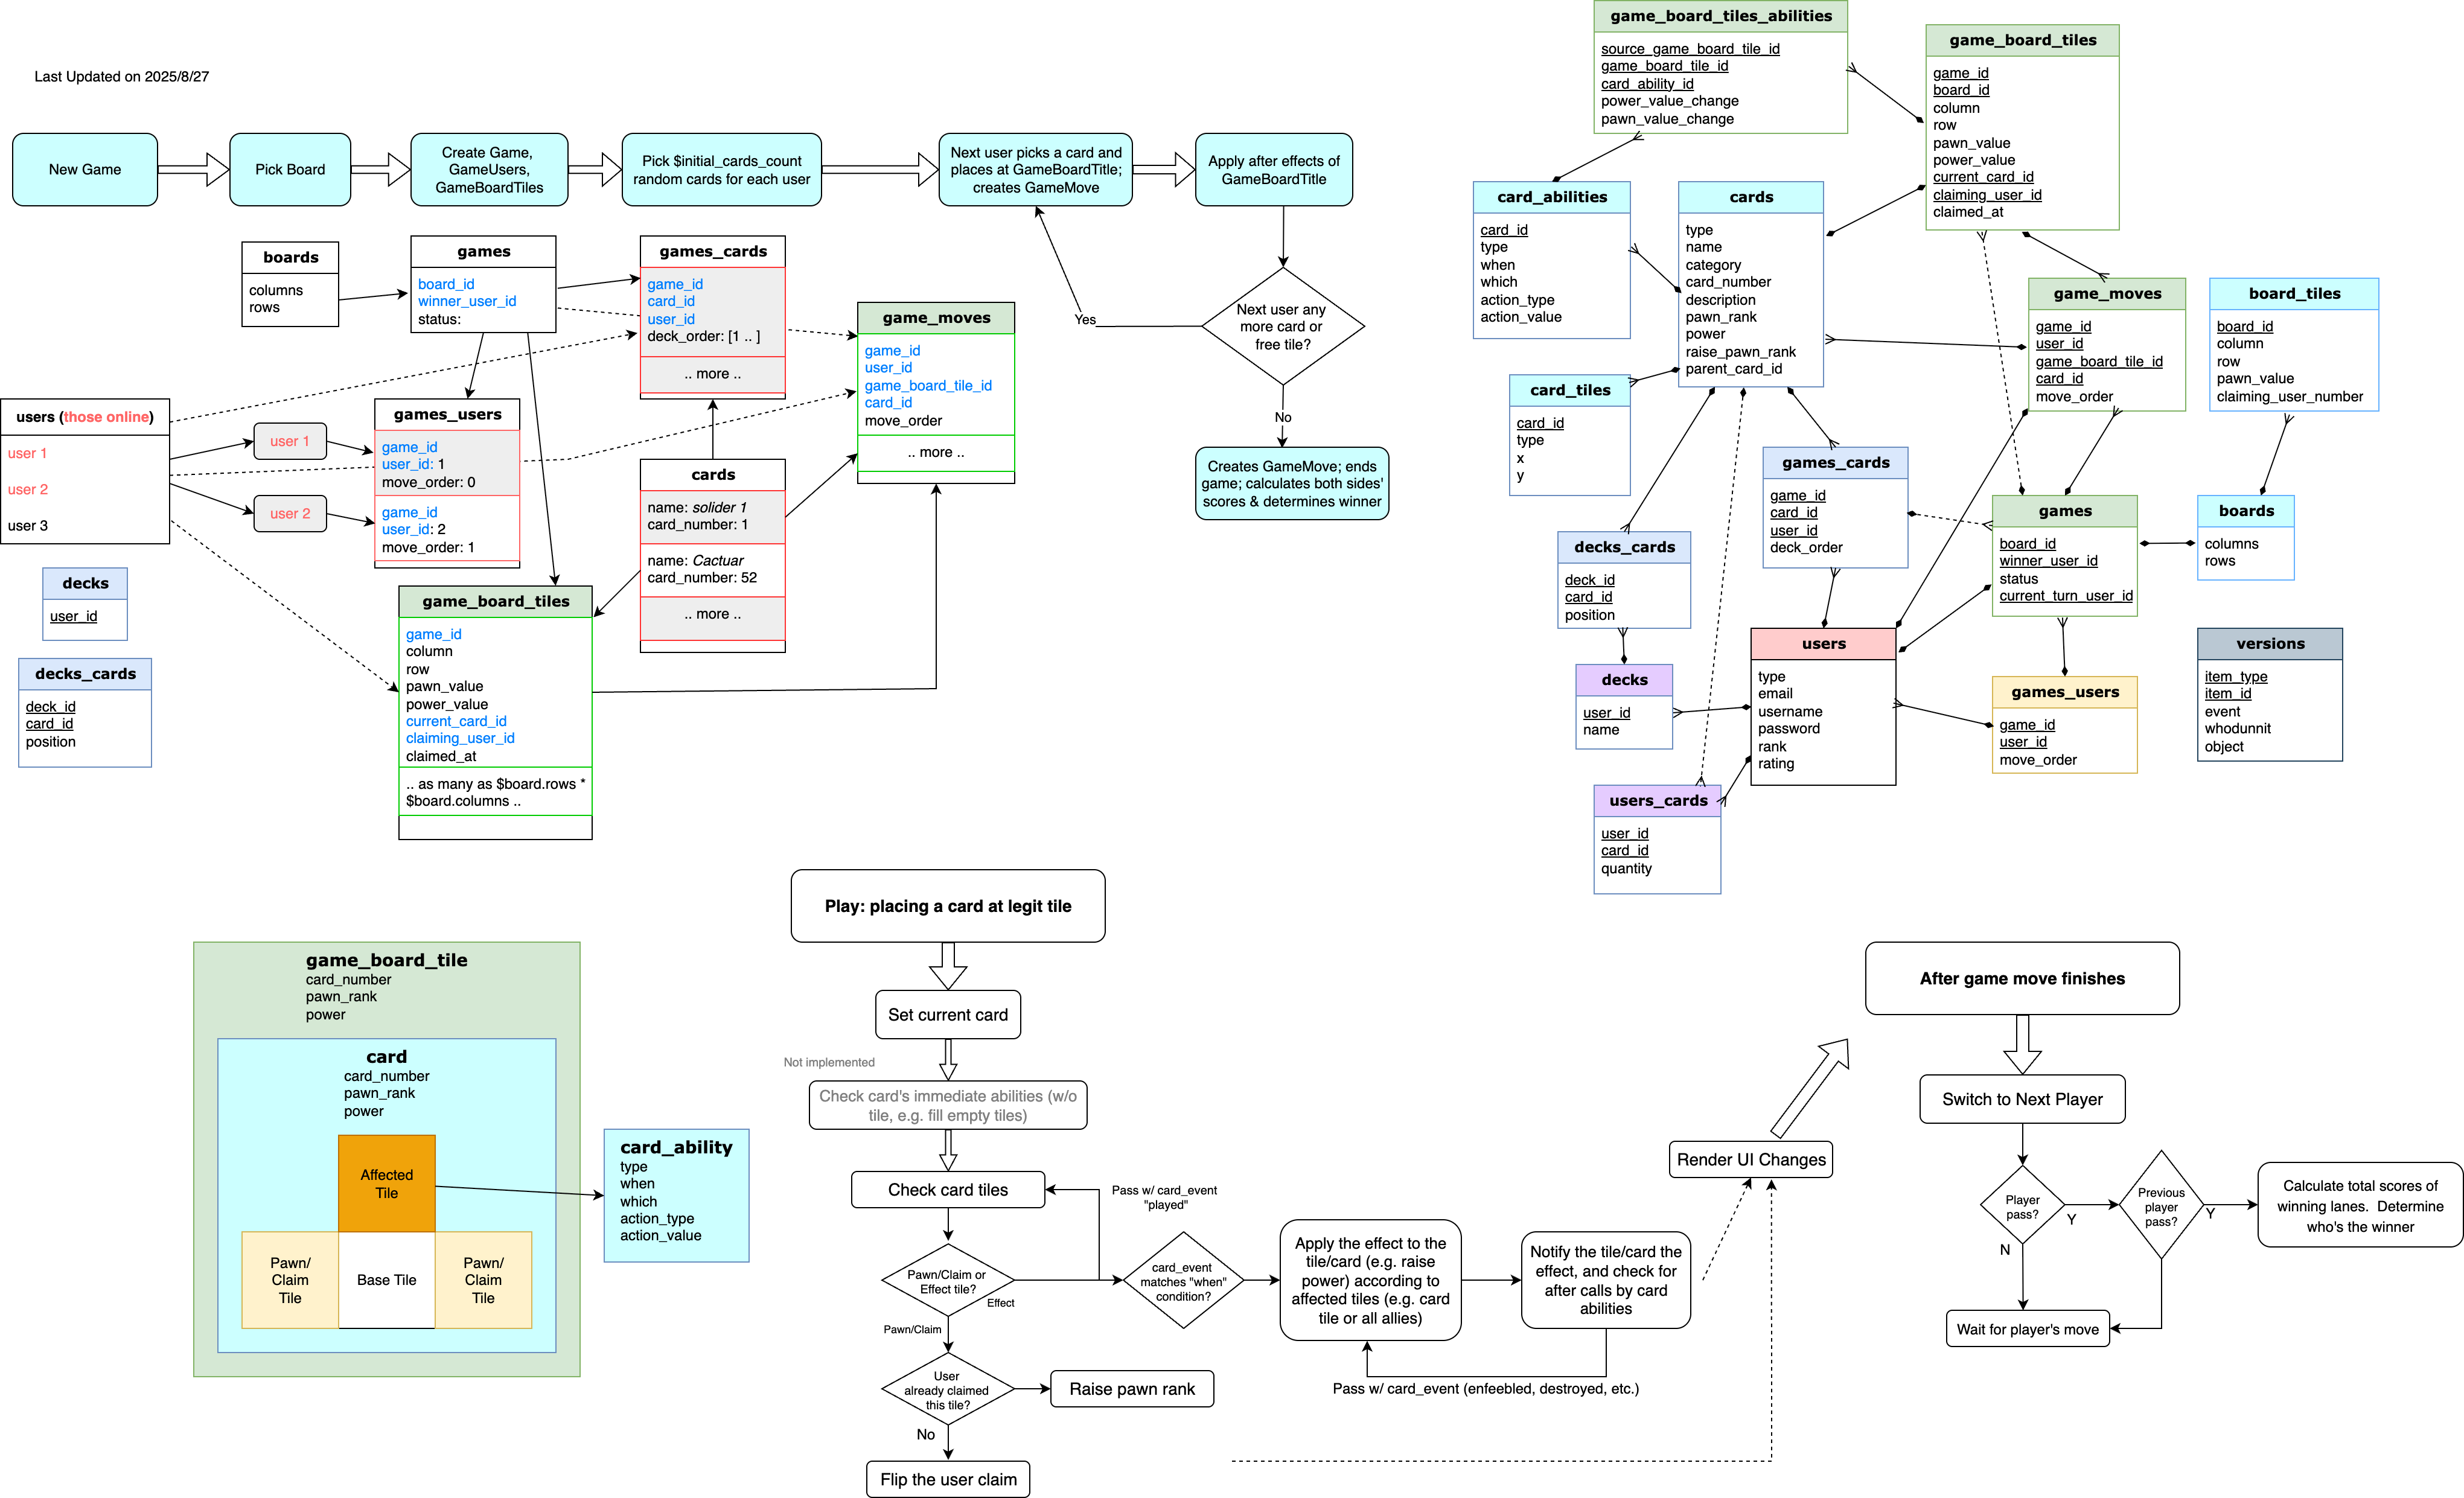 Last Updated on 2025/8/27
New Game
Pick Board
Create Game,
GameUsers,
GameBoardTiles
Pick $initial_cards_count
random cards for each user
Next user picks a card and
places at GameBoardTitle;
creates GameMove
Apply after effects of
GameBoardTitle
Next user any
more card or
free tile?
Yes
No
Creates GameMove; ends
game; calculates both sides'
scores & determines winner
boards
columns
rows
games
board_id
winner_user_id
status:
games_cards
game_id
card_id
user_id
deck_order: [1 .. ]
.. more ..
game_moves
game_id
user_id
game_board_tile_id
card_id
move_order
.. more ..
users (those online)
user 1
user 2
user 3
user 1
user 2
games_users
game_id
user_id: 1
move_order: 0
game_id
user_id: 2
move_order: 1
cards
name: solider 1
card_number: 1
name: Cactuar
card_number: 52
.. more ..
decks
user_id
decks_cards
deck_id
card_id
position
game_board_tiles
game_id
column
row
pawn_value
power_value
current_card_id
claiming_user_id
claimed_at
.. as many as $board.rows *
$board.columns ..
game_board_tiles_abilities
source_game_board_tile_id
game_board_tile_id
card_ability_id
power_value_change
pawn_value_change
game_board_tiles
game_id
board_id
column
row
pawn_value
power_value
current_card_id
claiming_user_id
claimed_at
card_abilities
card_id
type
when
which
action_type
action_value
cards
type
name
category
card_number
description
pawn_rank
power
raise_pawn_rank
parent_card_id
game_moves
game_id
user_id
game_board_tile_id
card_id
move_order
board_tiles
board_id
column
row
pawn_value
claiming_user_number
card_tiles
card_id
type
x
y
games_cards
game_id
card_id
user_id
deck_order
games
board_id
winner_user_id
status
current_turn_user_id
boards
columns
rows
decks_cards
deck_id
card_id
position
users
type
email
username
password
rank
rating
versions
item_type
item_id
event
whodunnit
object
decks
user_id
name
games_users
game_id
user_id
move_order
users_cards
user_id
card_id
quantity
game_board_tile
card_number
pawn_rank
power
card
card_number
pawn_rank
power
Affected
Tile
Pawn/
Claim
Tile
Base Tile
Pawn/
Claim
Tile
card_ability
type
when
which
action_type
action_value
Play: placing a card at legit tile
Set current card
Not implemented
Check card's immediate abilities (w/o
tile, e.g. fill empty tiles)
Check card tiles
Pass w/ card_event
"played"
Pawn/Claim or
Effect tile?
Effect
Pawn/Claim
card_event
matches "when"
condition?
Apply the effect to the
tile/card (e.g. raise
power) according to
affected tiles (e.g. card
tile or all allies)
Notify the tile/card the
effect, and check for
after calls by card
abilities
Pass w/ card_event (enfeebled, destroyed, etc.)
User
already claimed
this tile?
Raise pawn rank
No
Flip the user claim
Render UI Changes
After game move finishes
Switch to Next Player
Player
pass?
Y
N
Previous
player
pass?
Y
Calculate total scores of
winning lanes. Determine
who's the winner
Wait for player's move